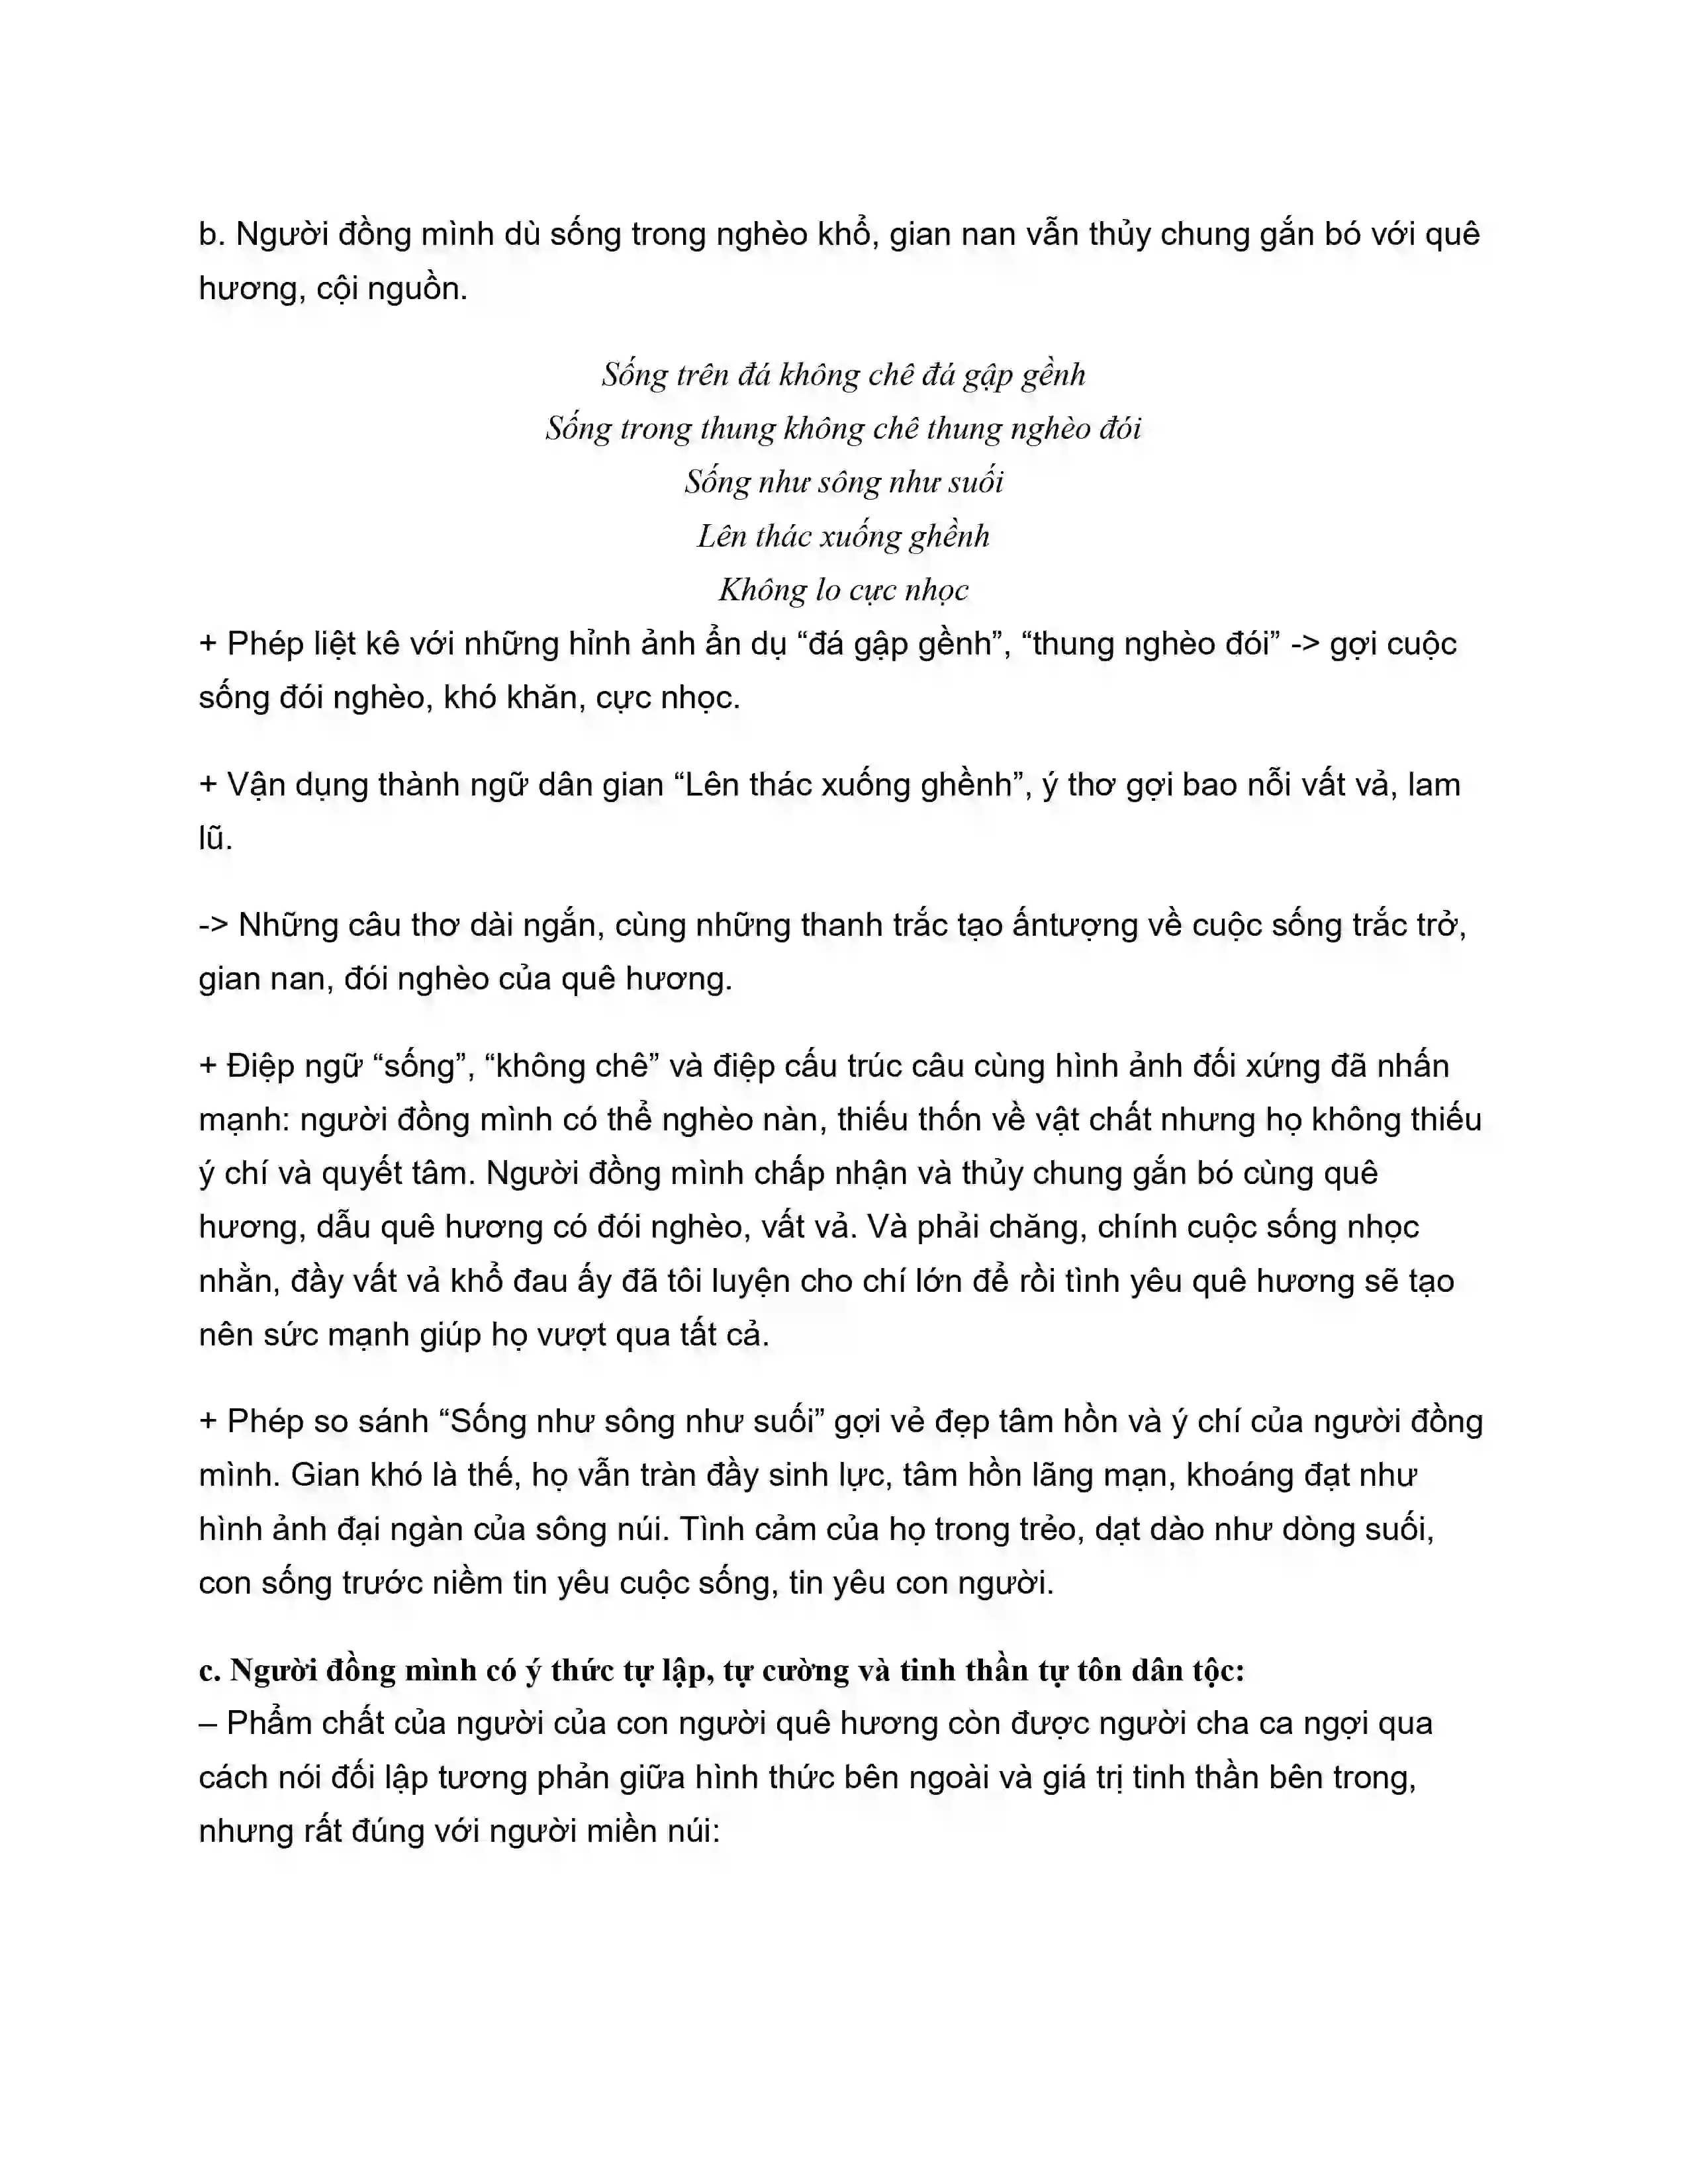 b. Người đồng mình dù sống trong nghèo khổ, gian nan vẫn thủy chung gắn bó với quê
hương, cội nguồn.
Sống trên đá không chê đá gập gềnh
Sống trong thung không chê thung nghèo đói
Sống như sông như suối
Lên thác xuống ghềnh
Không lo cực nhọc
+ Phép liệt kê với những hỉnh ảnh ẩn dụ “đá gập gềnh”, “thung nghèo đói” -> gợi cuộc
sống đói nghèo, khó khăn, cực nhọc.
+ Vận dụng thành ngữ dân gian “Lên thác xuống ghềnh”, ý thơ gợi bao nỗi vất vả, lam
lũ.
-> Những câu thơ dài ngắn, cùng những thanh trắc tạo ấntượng về cuộc sống trắc trở,
gian nan, đói nghèo của quê hương.
+ Điệp ngữ “sống”, “không chê” và điệp cấu trúc câu cùng hình ảnh đối xứng đã nhấn
mạnh: người đồng mình có thể nghèo nàn, thiếu thốn về vật chất nhưng họ không thiếu
ý chí và quyết tâm. Người đồng mình chấp nhận và thủy chung gắn bó cùng quê
hương, dẫu quê hương có đói nghèo, vất vả. Và phải chăng, chính cuộc sống nhọc
nhằn, đầy vất vả khổ đau ấy đã tôi luyện cho chí lớn để rồi tình yêu quê hương sẽ tạo
nên sức mạnh giúp họ vượt qua tất cả.
+ Phép so sánh “Sống như sông như suối” gợi vẻ đẹp tâm hồn và ý chí của người đồng
mình. Gian khó là thế, họ vẫn tràn đầy sinh lực, tâm hồn lãng mạn, khoáng đạt như
hình ảnh đại ngàn của sông núi. Tình cảm của họ trong trẻo, dạt dào như dòng suối,
con sống trước niềm tin yêu cuộc sống, tin yêu con người.
c. Người đồng mình có ý thức tự lập, tự cường và tinh thần tự tôn dân tộc:
– Phẩm chất của người của con người quê hương còn được người cha ca ngợi qua
cách nói đối lập tương phản giữa hình thức bên ngoài và giá trị tinh thần bên trong,
nhưng rất đúng với người miền núi: